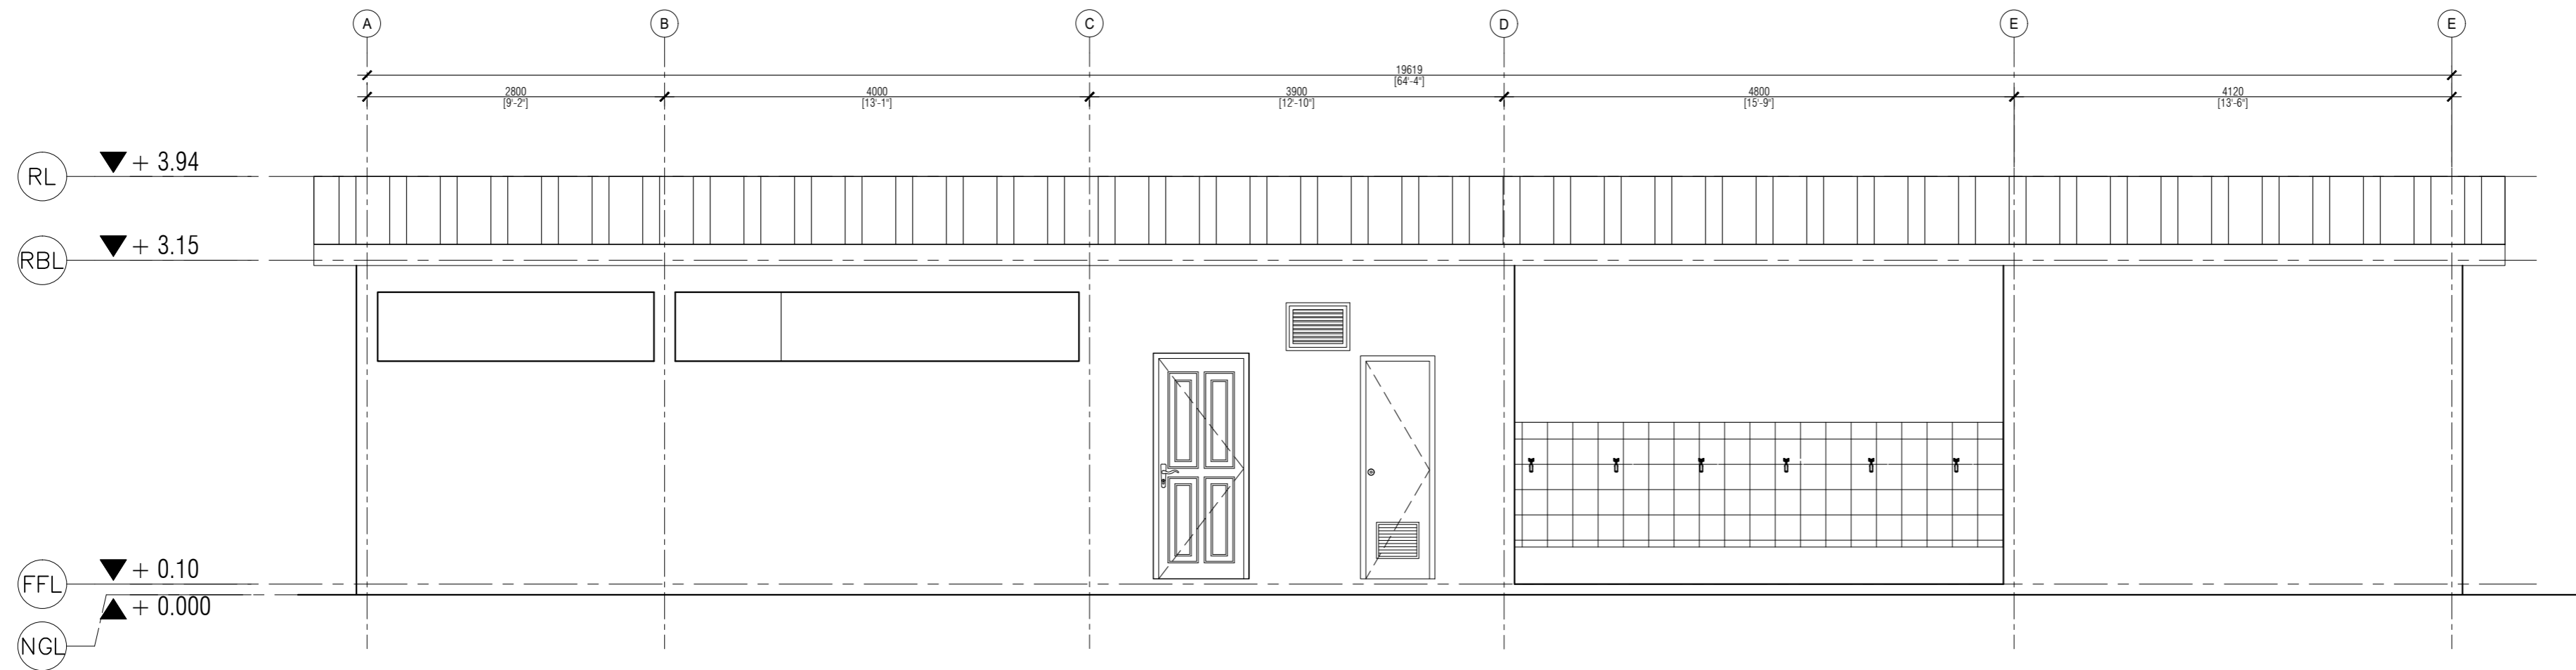 A B C D E E
19619
[64'-4"]
2800 4000 3900 4800 4120
[9'-2"] [13'-1"] [12'-10"] [15'-9"] [13'-6"]
RL + 3.94
RBL + 3.15
FFL + 0.10
+ 0.000
NGL